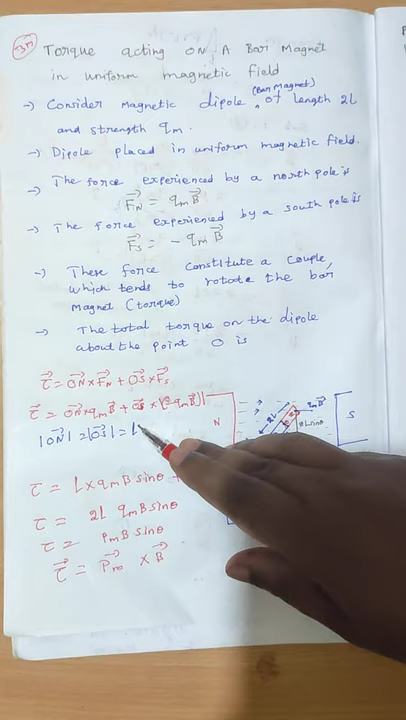 3M
Torque acting ON A Bar Magnet
in uniform magnetic field
→ Consider Magnetic dipole (Bar Magnet) of length 2L
and strength qm.
→ Dipole placed in uniform magnetic field.
→ The force experienced by a north pole is
F⃗N = qm B⃗
→ The force experienced by a south pole is
F⃗S = - qm B⃗
→ These force constitute a couple
which tends to rotate the bar
Magnet (torque)
→ The total torque on the dipole
about the point O is
τ⃗ = O⃗N × F⃗N + O⃗S × F⃗S
τ⃗ = O⃗N × qm B⃗ + O⃗S × (- qm B⃗)
|O⃗N| = |O⃗S| = L
τ = L × qm B sinθ +
τ = 2L qm B sinθ
τ = Pm B sinθ
τ⃗ = P⃗m × B⃗
N
2L
qm B⃗
S